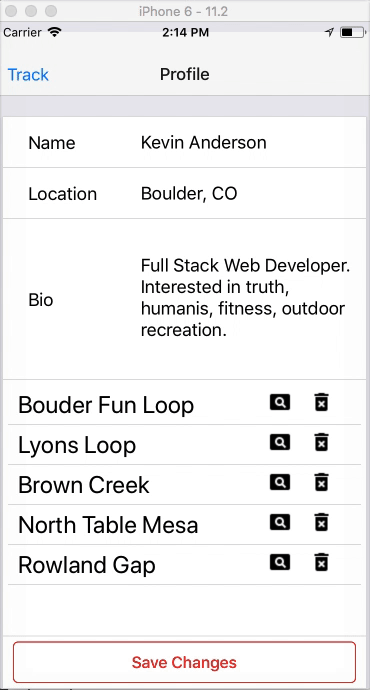 iPhone 6 - 11.2
Carrier 2:14 PM
Track Profile
Name Kevin Anderson
Location Boulder, CO
Bio
Full Stack Web Developer.
Interested in truth,
humanis, fitness, outdoor
recreation.
Bouder Fun Loop
Lyons Loop
Brown Creek
North Table Mesa
Rowland Gap
Save Changes